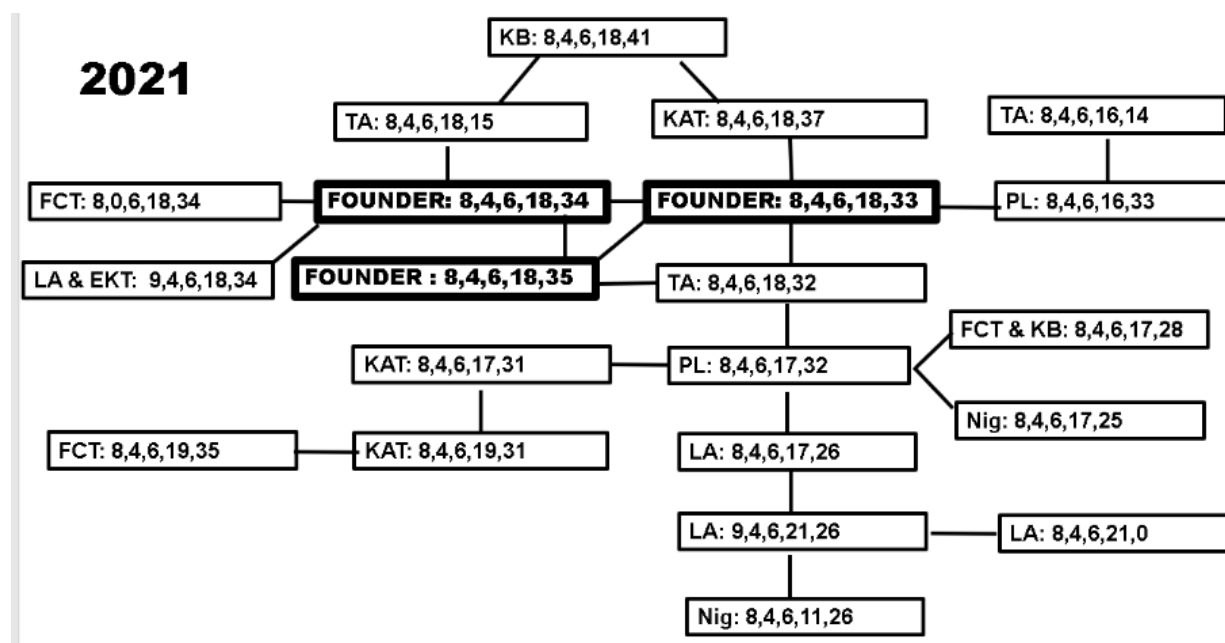 KB: 8,4,6,18,41
2021
TA: 8,4,6,18,15
KAT: 8,4,6,18,37
TA: 8,4,6,16,14
FCT: 8,0,6,18,34
FOUNDER: 8,4,6,18,34
FOUNDER: 8,4,6,18,33
PL: 8,4,6,16,33
LA & EKT: 9,4,6,18,34
FOUNDER : 8,4,6,18,35
TA: 8,4,6,18,32
FCT & KB: 8,4,6,17,28
KAT: 8,4,6,17,31
PL: 8,4,6,17,32
Nig: 8,4,6,17,25
FCT: 8,4,6,19,35
KAT: 8,4,6,19,31
LA: 8,4,6,17,26
LA: 9,4,6,21,26
LA: 8,4,6,21,0
Nig: 8,4,6,11,26